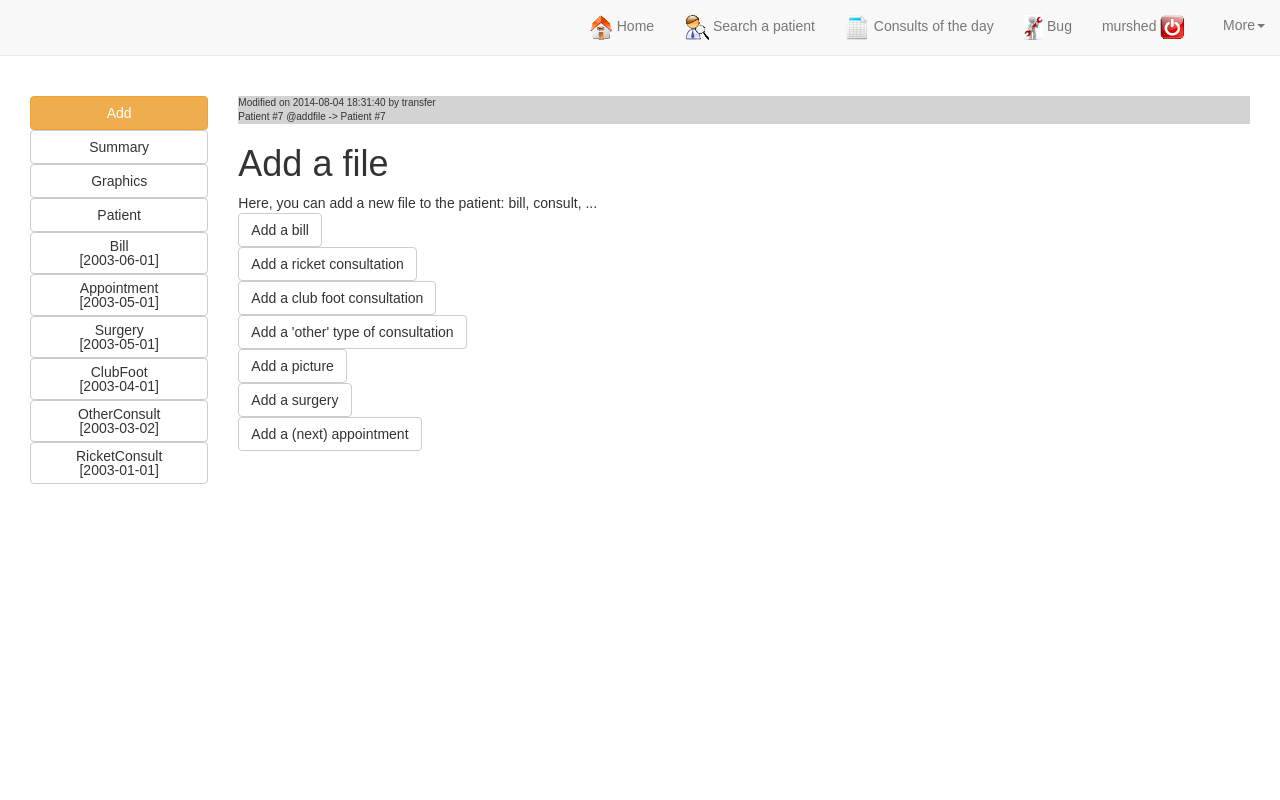 Home
Search a patient
Consults of the day
Bug
murshed
More
Add
Summary
Graphics
Patient
Bill
[2003-06-01]
Appointment
[2003-05-01]
Surgery
[2003-05-01]
ClubFoot
[2003-04-01]
OtherConsult
[2003-03-02]
RicketConsult
[2003-01-01]
Modified on 2014-08-04 18:31:40 by transfer
Patient #7 @addfile -> Patient #7
Add a file
Here, you can add a new file to the patient: bill, consult, ...
Add a bill
Add a ricket consultation
Add a club foot consultation
Add a 'other' type of consultation
Add a picture
Add a surgery
Add a (next) appointment